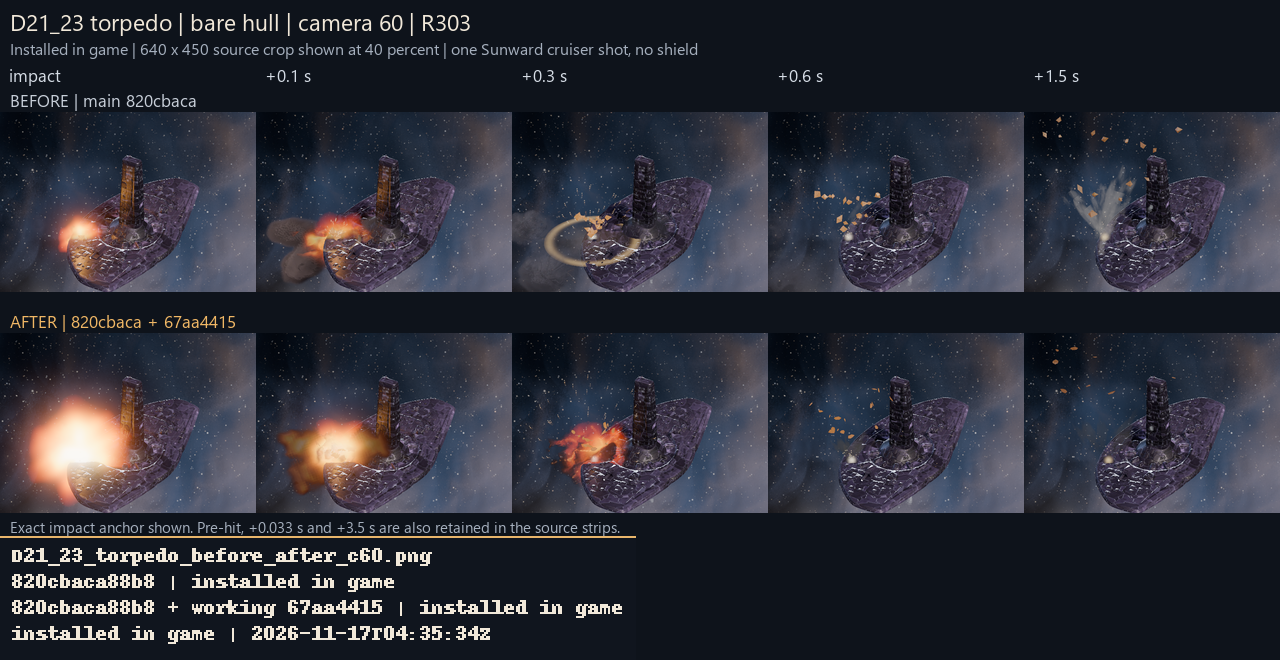 D21_23 torpedo | bare hull | camera 60 | R303
Installed in game | 640 x 450 source crop shown at 40 percent | one Sunward cruiser shot, no shield
impact +0.1 s +0.3 s +0.6 s +1.5 s
BEFORE | main 820cbaca
AFTER | 820cbaca + 67aa4415
Exact impact anchor shown. Pre-hit, +0.033 s and +3.5 s are also retained in the source strips.
D21_23_torpedo_before_after_c60.png
820cbaca88b8 | installed in game
820cbaca88b8 + working 67aa4415 | installed in game
installed in game | 2026-11-17T04:35:34Z